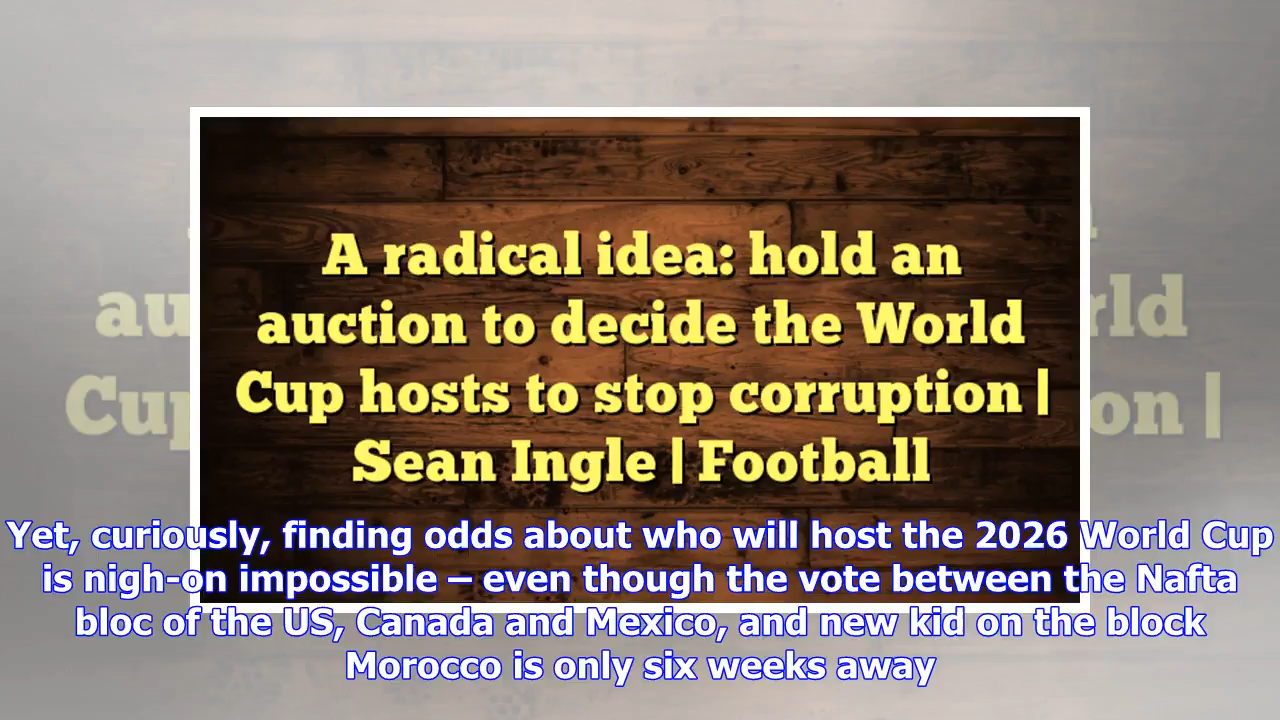 A radical idea: hold an
auction to decide the World
Cup hosts to stop corruption |
Sean Ingle | Football
Yet, curiously, finding odds about who will host the 2026 World Cup
is nigh-on impossible – even though the vote between the Nafta
bloc of the US, Canada and Mexico, and new kid on the block
Morocco is only six weeks away